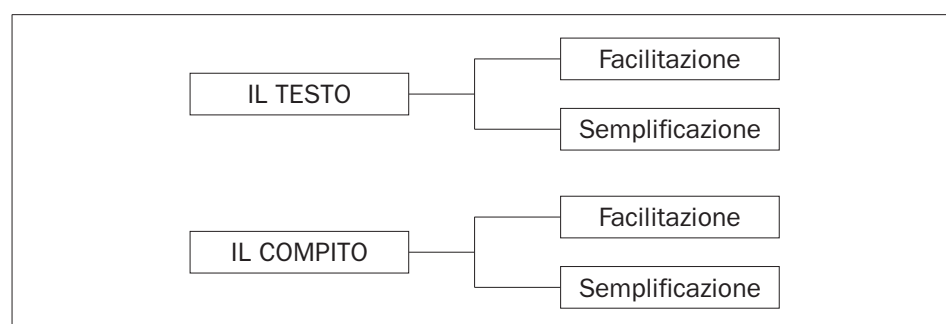 Facilitazione
IL TESTO
Semplificazione
Facilitazione
IL COMPITO
Semplificazione